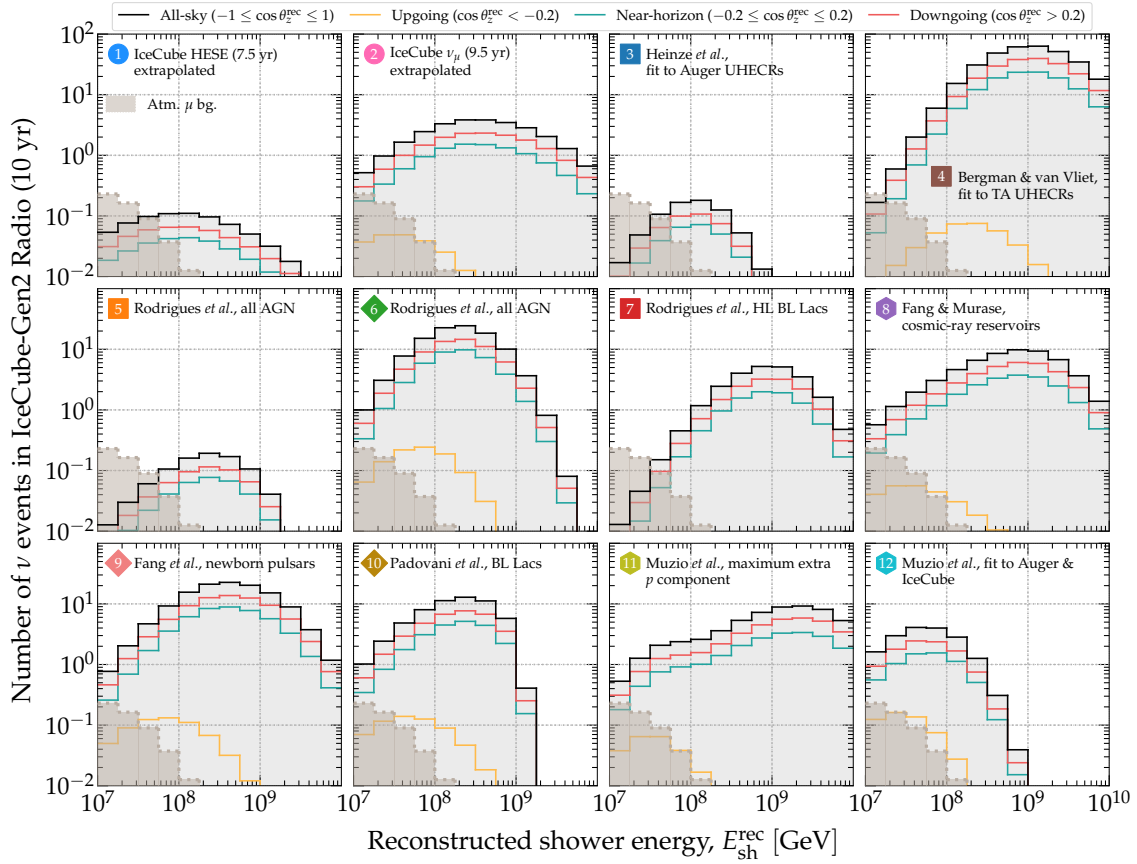 All-sky (−1 ≤ cos θ_z^rec ≤ 1)
Upgoing (cos θ_z^rec < −0.2)
Near-horizon (−0.2 ≤ cos θ_z^rec ≤ 0.2)
Downgoing (cos θ_z^rec > 0.2)
Number of ν events in IceCube-Gen2 Radio (10 yr)
10^2
10^1
10^0
10^−1
10^−2
1 IceCube HESE (7.5 yr)
extrapolated
Atm. μ bg.
2 IceCube ν_μ (9.5 yr)
extrapolated
3 Heinze et al.,
fit to Auger UHECRs
4 Bergman & van Vliet,
fit to TA UHECRs
10^1
10^0
10^−1
10^−2
5 Rodrigues et al., all AGN
6 Rodrigues et al., all AGN
7 Rodrigues et al., HL BL Lacs
8 Fang & Murase,
cosmic-ray reservoirs
10^1
10^0
10^−1
10^−2
9 Fang et al., newborn pulsars
10 Padovani et al., BL Lacs
11 Muzio et al., maximum extra
p component
12 Muzio et al., fit to Auger &
IceCube
10^7 10^8 10^9 10^7 10^8 10^9 10^7 10^8 10^9 10^7 10^8 10^9 10^10
Reconstructed shower energy, E_sh^rec [GeV]